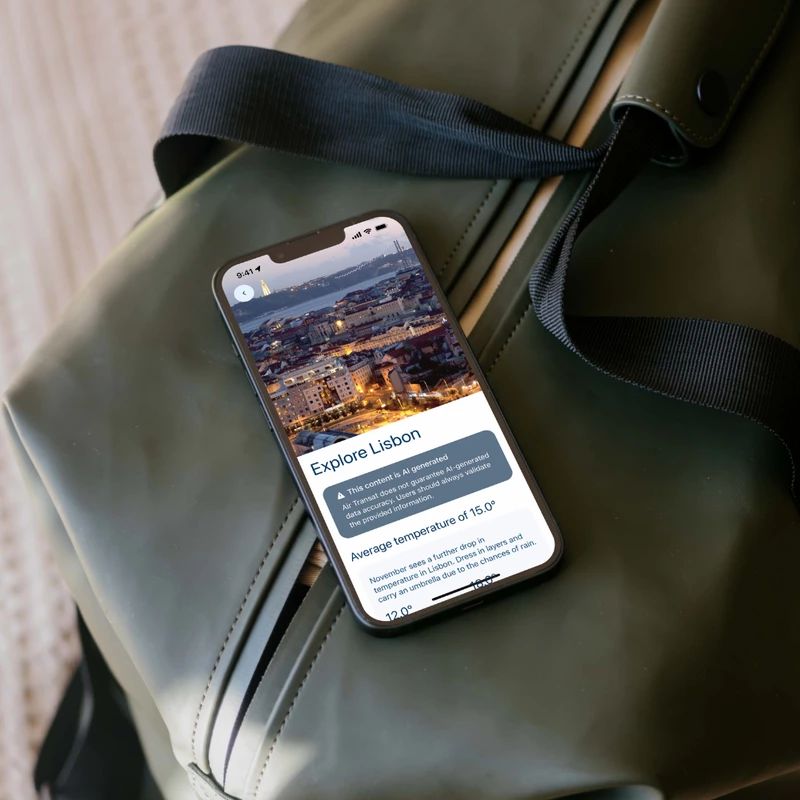 9:41
Explore Lisbon
This content is AI generated
Air Transat does not guarantee AI-generated
data accuracy. Users should always validate
the provided information.
Average temperature of 15.0°
November sees a further drop in
temperature in Lisbon. Dress in layers and
carry an umbrella due to the chances of rain.
12.0°
18.0°